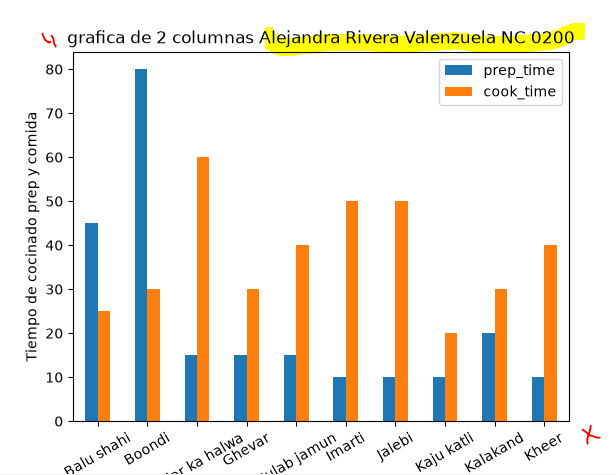 y grafica de 2 columnas Alejandra Rivera Valenzuela NC 0200
prep_time
cook_time
Tiempo de cocinado prep y comida
80
70
60
50
40
30
20
10
0
Balu shahi
Boondi
ka halwa
Ghevar
jamun
Imarti
Jalebi
Kaju katli
Kalakand
Kheer
x